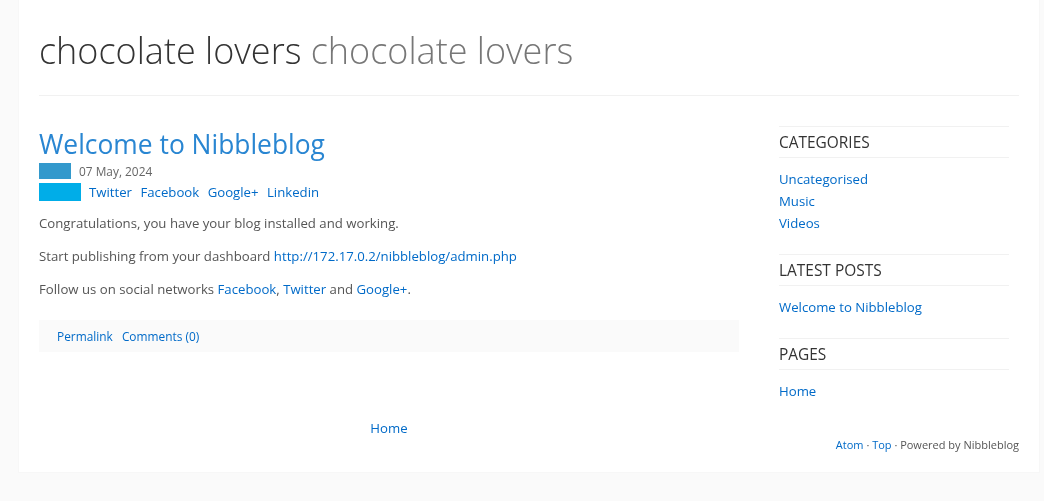 chocolate lovers chocolate lovers
Welcome to Nibbleblog
07 May, 2024
Twitter Facebook Google+ Linkedin
Congratulations, you have your blog installed and working.
Start publishing from your dashboard http://172.17.0.2/nibbleblog/admin.php
Follow us on social networks Facebook, Twitter and Google+.
Permalink Comments (0)
Home
CATEGORIES
Uncategorised
Music
Videos
LATEST POSTS
Welcome to Nibbleblog
PAGES
Home
Atom · Top · Powered by Nibbleblog